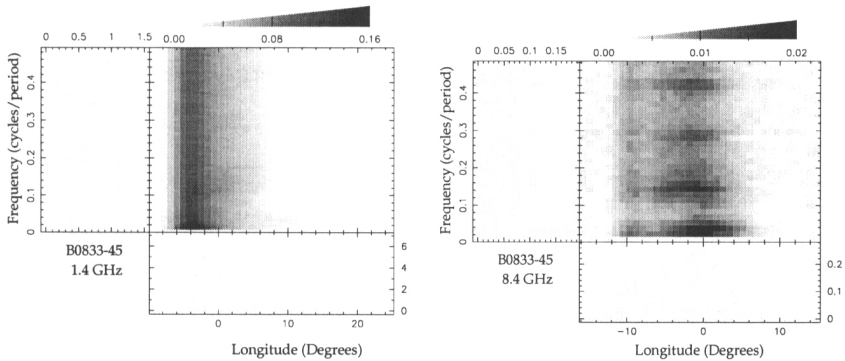 0.00 0.08 0.16
0 0.5 1.0 1.5
Frequency (cycles/period)
0.4
0.3
0.2
0.1
0
B0833-45
1.4 GHz
6
4
2
0
0 10 20
Longitude (Degrees)
0.00 0.01 0.02
0 0.05 0.1 0.15
Frequency (cycles/period)
0.4
0.3
0.2
0.1
0
B0833-45
8.4 GHz
0.2
0.1
0
-10 0 10
Longitude (Degrees)